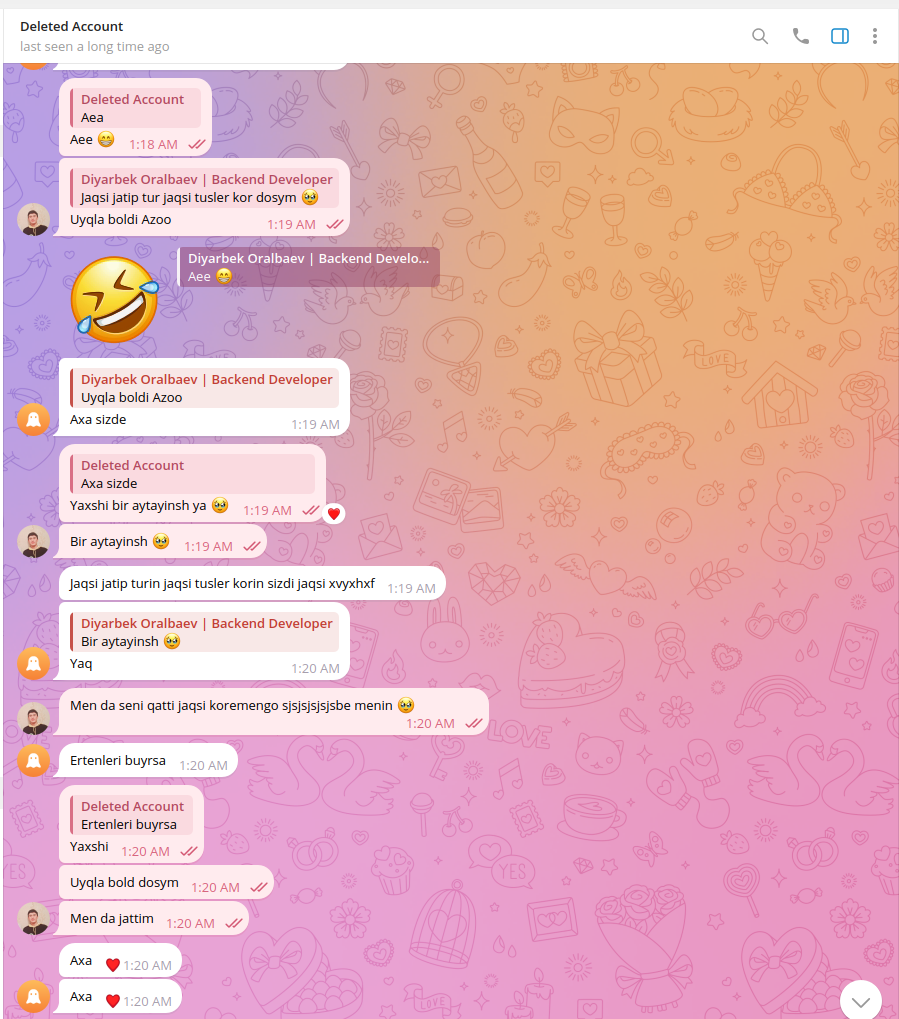 Deleted Account
last seen a long time ago
Deleted Account
Aea
Aee 😁 1:18 AM
Diyarbek Oralbaev | Backend Developer
Jaqsi jatip tur jaqsi tusler kor dosym 🥹
Uyqla boldi Azoo 1:19 AM
Diyarbek Oralbaev | Backend Develo...
Aee 😁
🤣
Diyarbek Oralbaev | Backend Developer
Uyqla boldi Azoo
Axa sizde 1:19 AM
Deleted Account
Axa sizde
Yaxshi bir aytayinsh ya 🥹 1:19 AM
❤️
Bir aytayinsh 🥹 1:19 AM
Jaqsi jatip turin jaqsi tusler korin sizdi jaqsi xvyxhxf 1:19 AM
Diyarbek Oralbaev | Backend Developer
Bir aytayinsh 🥹
Yaq 1:20 AM
Men da seni qatti jaqsi koremengo sjsjsjsjsjsbe menin 🥹
1:20 AM
Ertenleri buyrsa 1:20 AM
Deleted Account
Ertenleri buyrsa
Yaxshi 1:20 AM
Uyqla bold dosym 1:20 AM
Men da jattim 1:20 AM
Axa ❤️ 1:20 AM
Axa ❤️ 1:20 AM
LOVE
LOVE
YES
YES
LOVE